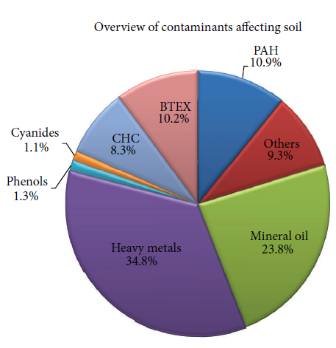 Overview of contaminants affecting soil
PAH
10.9%
Others
9.3%
Mineral oil
23.8%
Heavy metals
34.8%
Phenols
1.3%
Cyanides
1.1%
CHC
8.3%
BTEX
10.2%